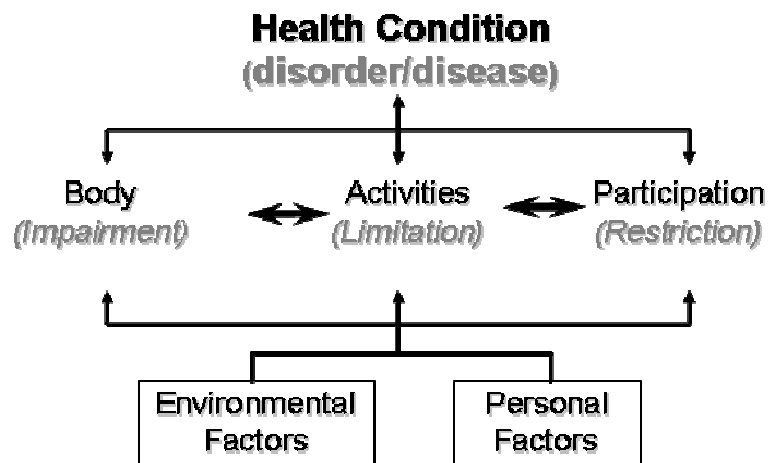 Health Condition
(disorder/disease)
Body
(Impairment)
Activities
(Limitation)
Participation
(Restriction)
Environmental
Factors
Personal
Factors